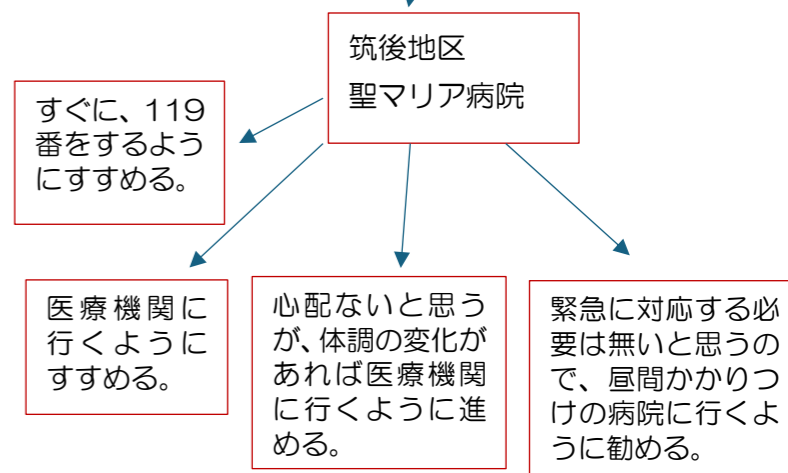 筑後地区
聖マリア病院
すぐに、119
番をするよう
にすすめる。
医療機関に
行くように
すすめる。
心配ないと思う
が、体調の変化が
あれば医療機関
に行くように進
める。
緊急に対応する必
要は無いと思うの
で、昼間かかりつ
けの病院に行くよ
うに勧める。